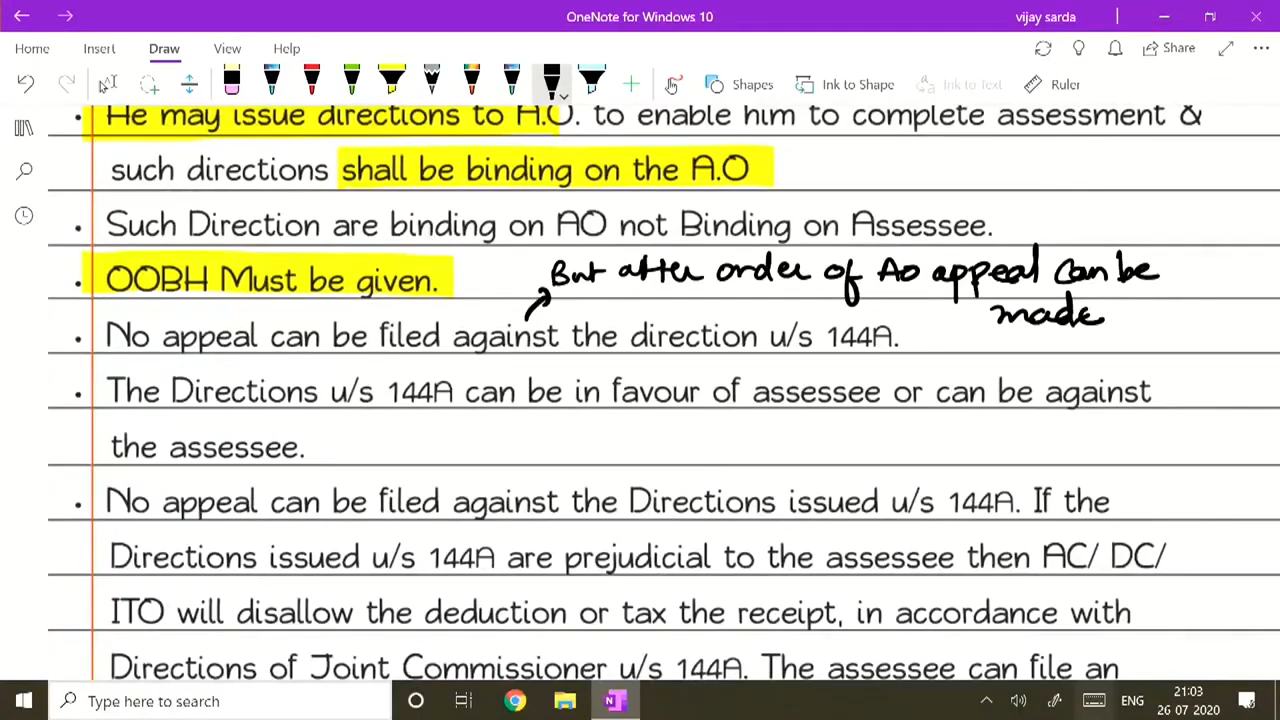 OneNote for Windows 10
vijay sarda
Home Insert Draw View Help
Share
Shapes Ink to Shape Ink to Text Ruler
• He may issue directions to A.O. to enable him to complete assessment &
such directions shall be binding on the A.O
• Such Direction are binding on AO not Binding on Assessee.
• OOBH Must be given.
But after order of AO appeal can be
made
• No appeal can be filed against the direction u/s 144A.
• The Directions u/s 144A can be in favour of assessee or can be against
the assessee.
• No appeal can be filed against the Directions issued u/s 144A. If the
Directions issued u/s 144A are prejudicial to the assessee then AC/ DC/
ITO will disallow the deduction or tax the receipt, in accordance with
Directions of Joint Commissioner u/s 144A. The assessee can file an
Type here to search
ENG
21:03
26-07-2020